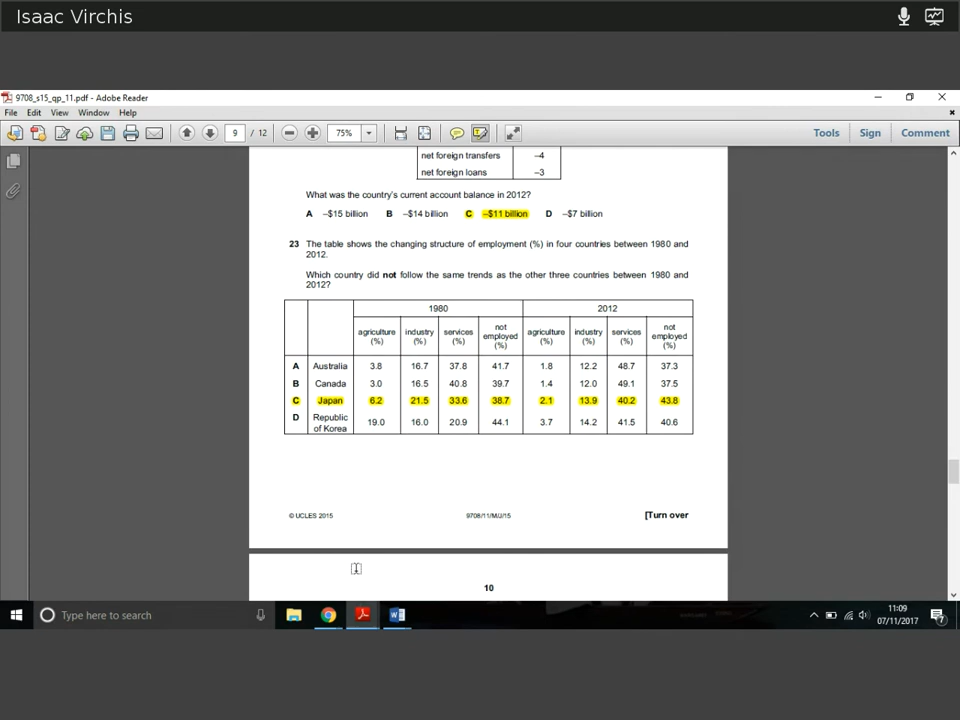 Isaac Virchis
9708_s15_qp_11.pdf - Adobe Reader
File Edit View Window Help
9 / 12 75% Tools Sign Comment
net foreign transfers –4
net foreign loans –3
What was the country's current account balance in 2012?
A –$15 billion B –$14 billion C –$11 billion D –$7 billion
23 The table shows the changing structure of employment (%) in four countries between 1980 and
2012.
Which country did not follow the same trends as the other three countries between 1980 and
2012?
1980 2012
agriculture (%) industry (%) services (%) not employed (%) agriculture (%) industry (%) services (%) not employed (%)
A Australia 3.8 16.7 37.8 41.7 1.8 12.2 48.7 37.3
B Canada 3.0 16.5 40.8 39.7 1.4 12.0 49.1 37.5
C Japan 6.2 21.5 33.6 38.7 2.1 13.9 40.2 43.8
D Republic of Korea 19.0 16.0 20.9 44.1 3.7 14.2 41.5 40.6
© UCLES 2015 9708/11/M/J/15 [Turn over
10
Type here to search
11:09
07/11/2017
7